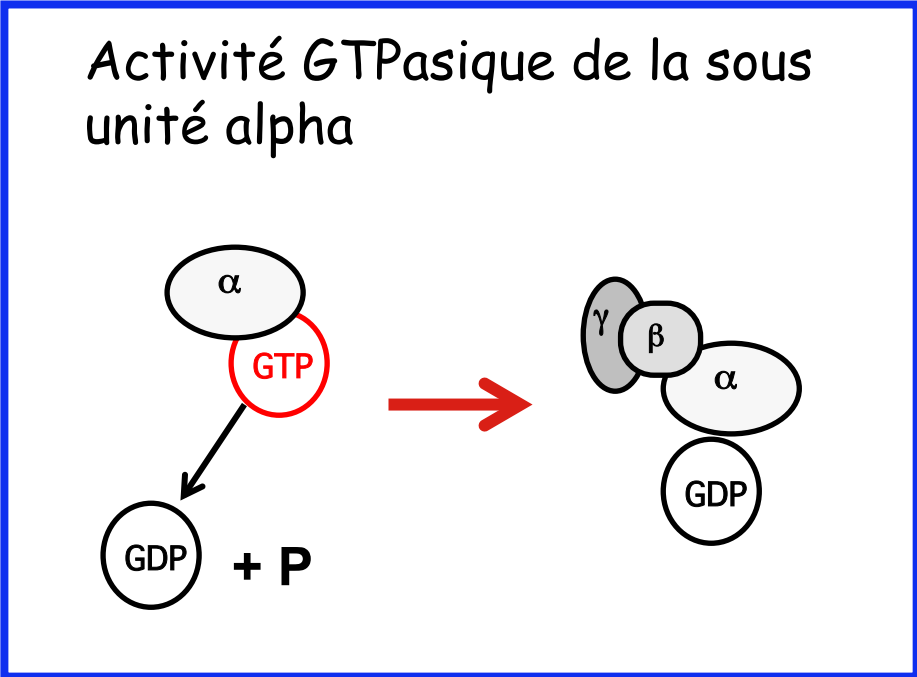 Activité GTPasique de la sous
unité alpha
α
GTP
GDP + P
γ
β
α
GDP